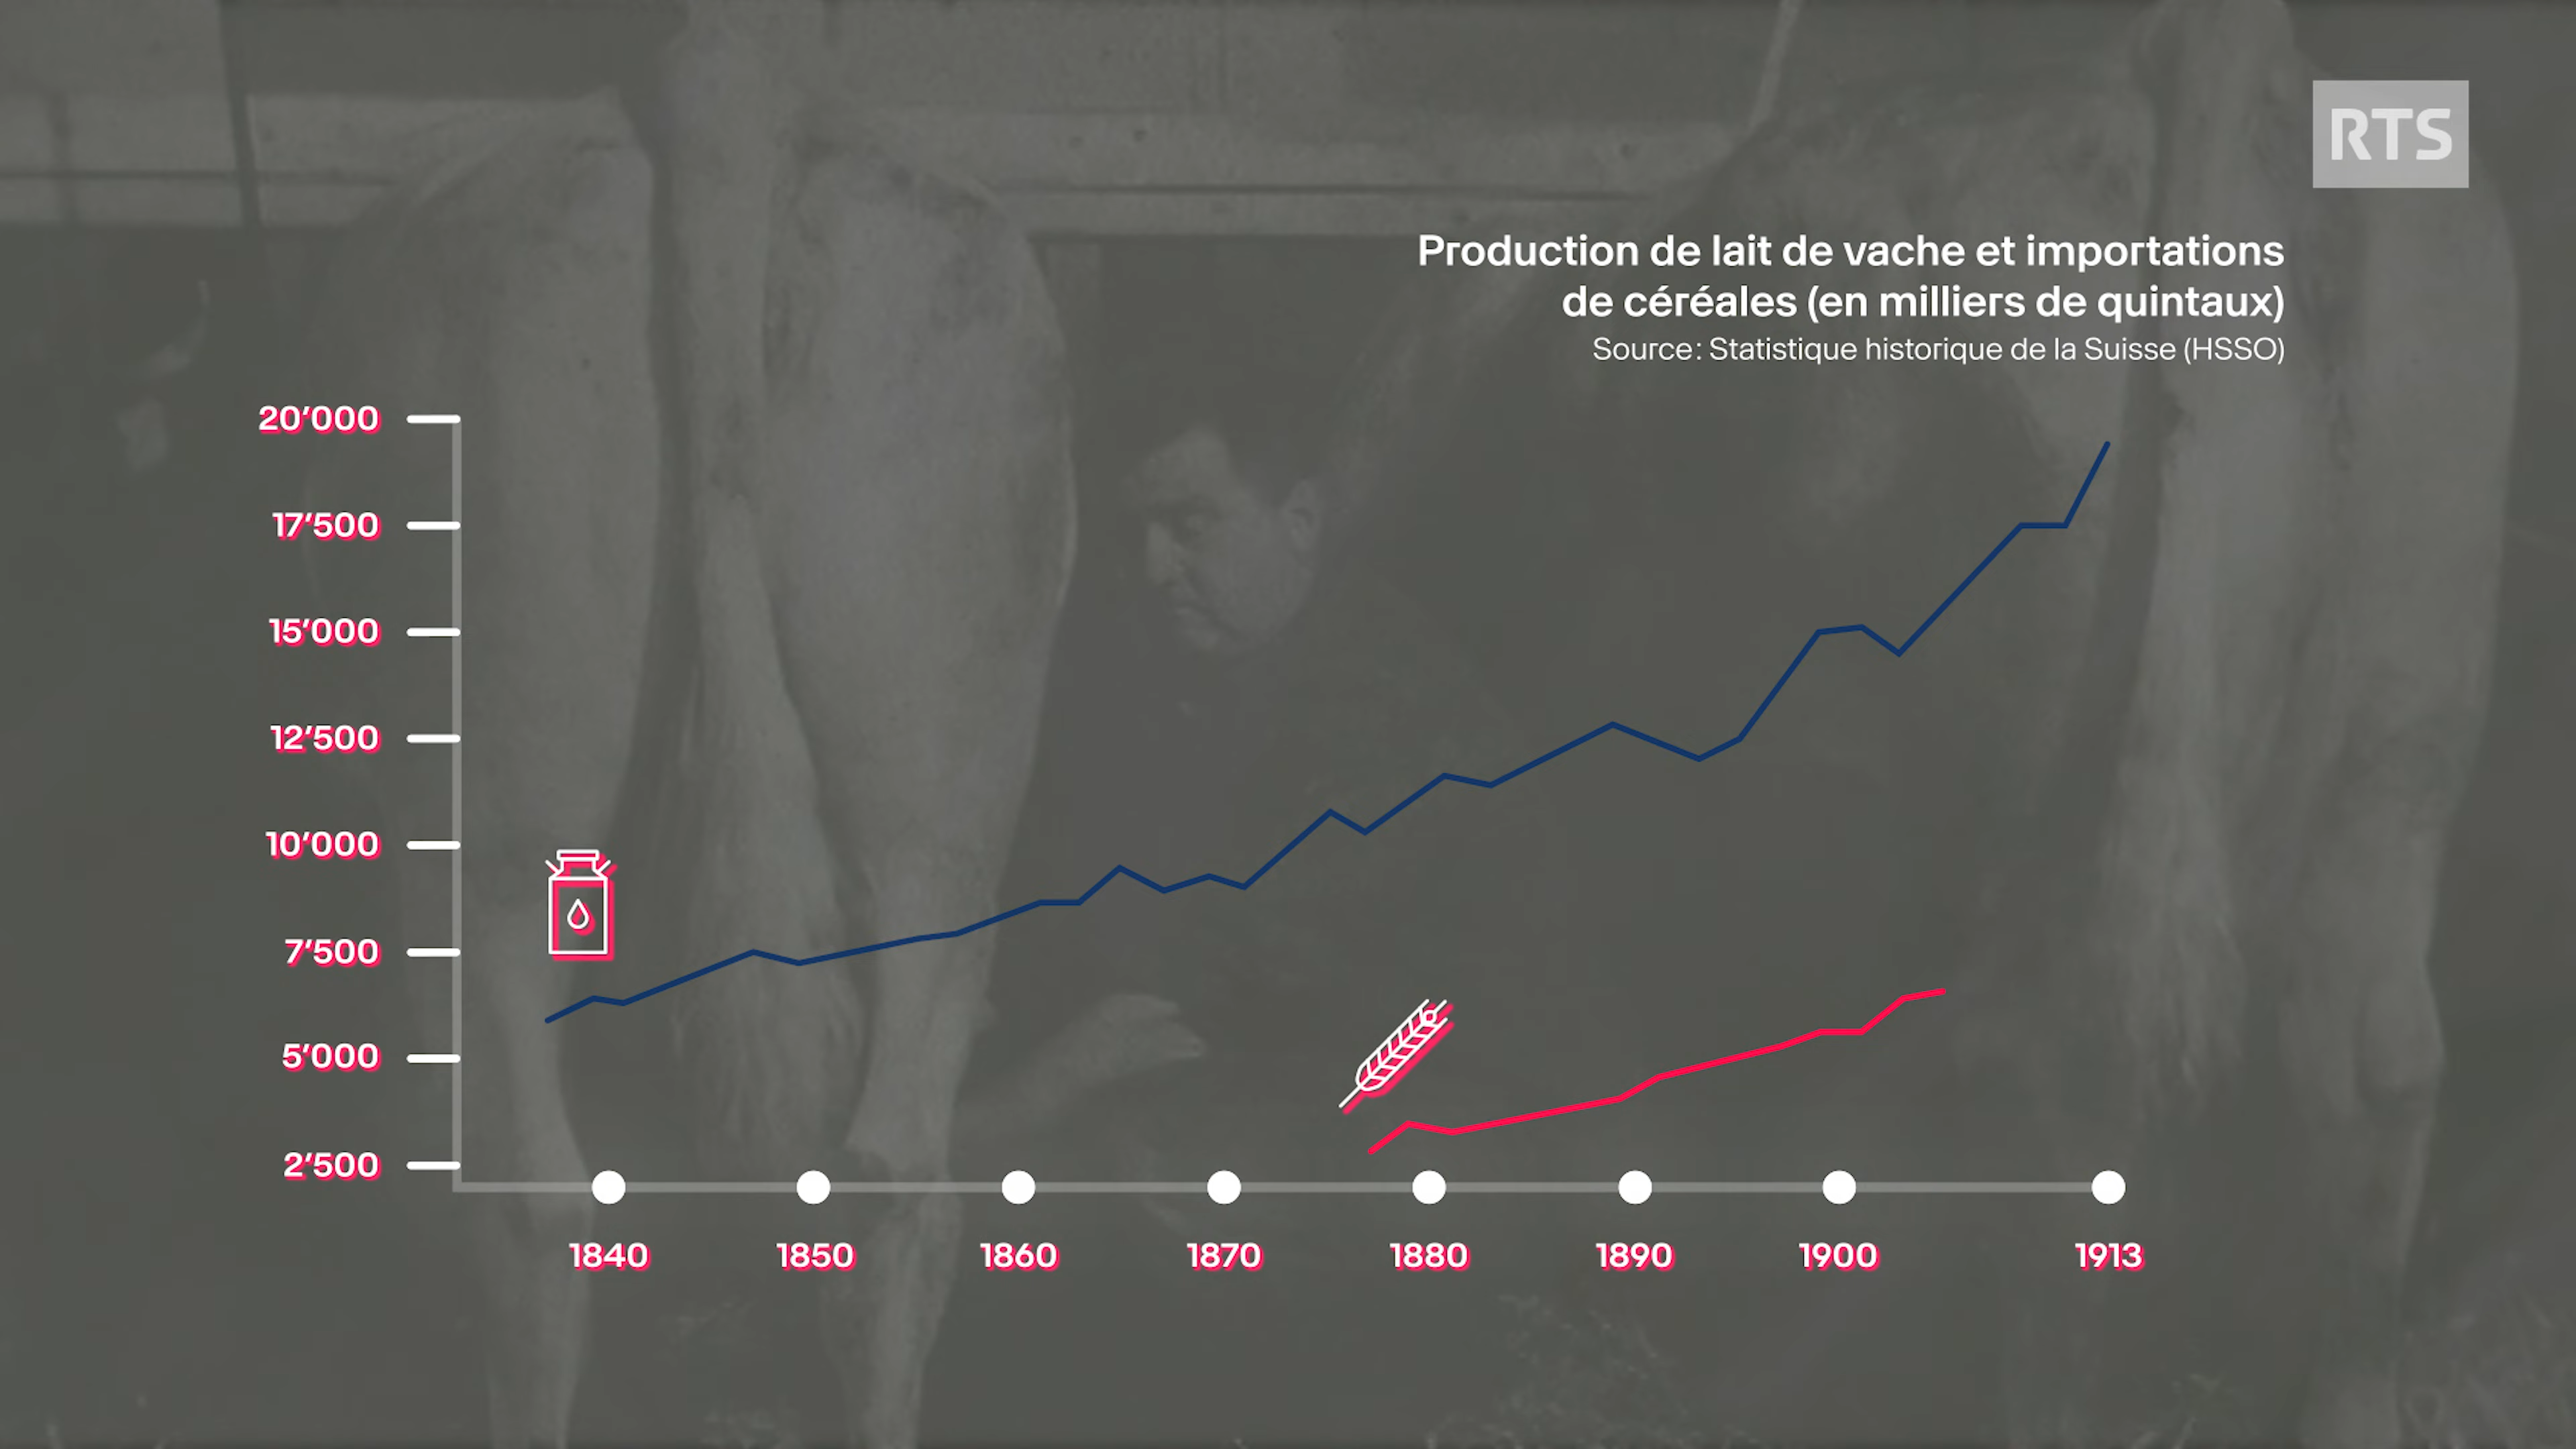 RTS
Production de lait de vache et importations
de céréales (en milliers de quintaux)
Source: Statistique historique de la Suisse (HSSO)
20'000
17'500
15'000
12'500
10'000
7'500
5'000
2'500
1840 1850 1860 1870 1880 1890 1900 1913